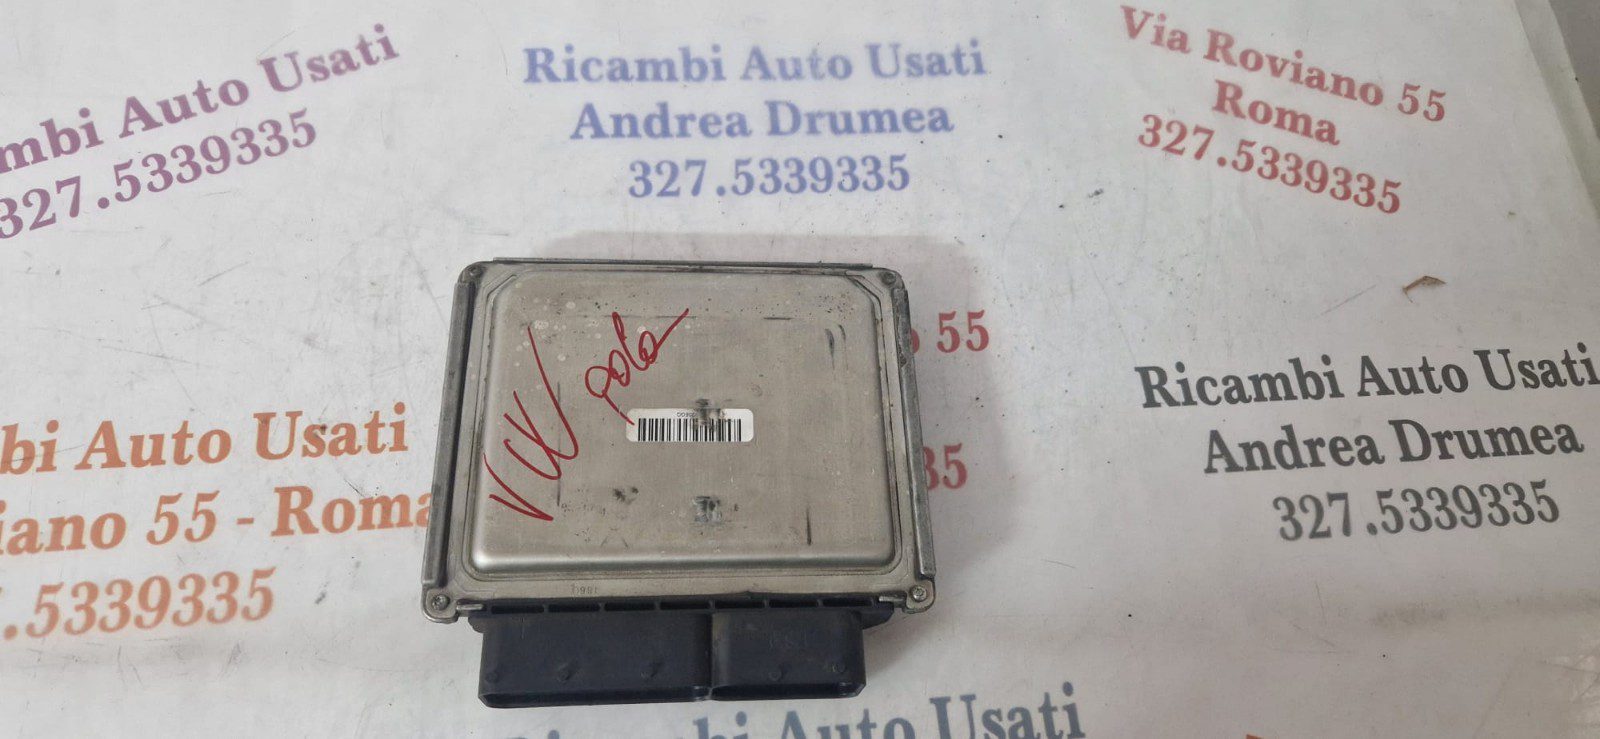 mbi Auto Usati
327.5339335
Ricambi Auto Usati
Andrea Drumea
327.5339335
Via Roviano 55
Roma
327.5339335
55
35
Ricambi Auto Usati
Andrea Drumea
327.5339335
bi Auto Usati
iano 55 - Roma
.5339335
VW
polo
bi Auto Usati